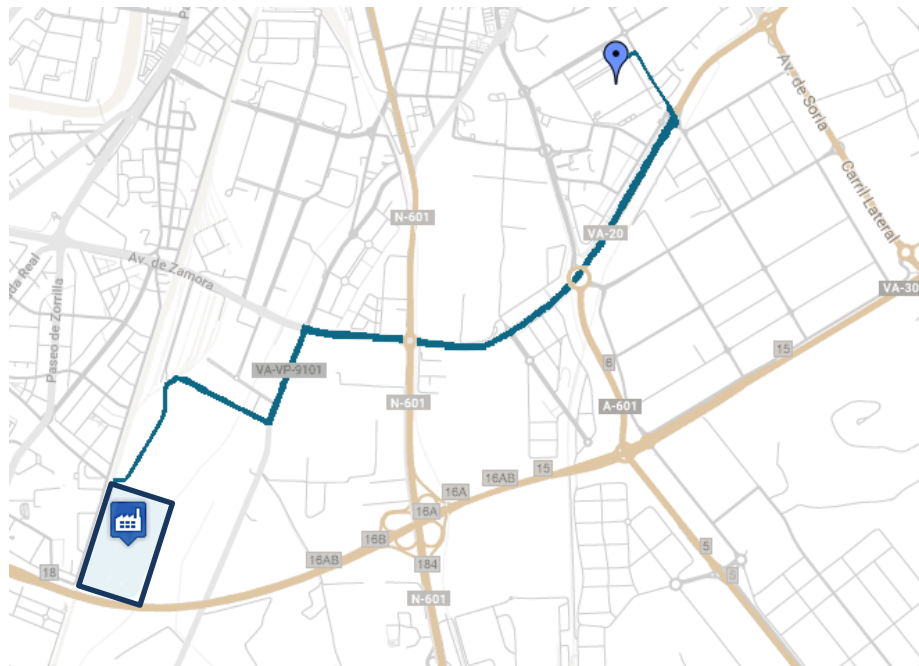 Pa
N-601
Av. de Soria
Carril Lateral
VA-20
Av. de Zamora
da Real
Paseo de Zorrilla
VA-30
VA-VP-9101
15
6
N-601
A-601
15
16AB
16A
16A
16B
16AB
184
18
5
5
N-601